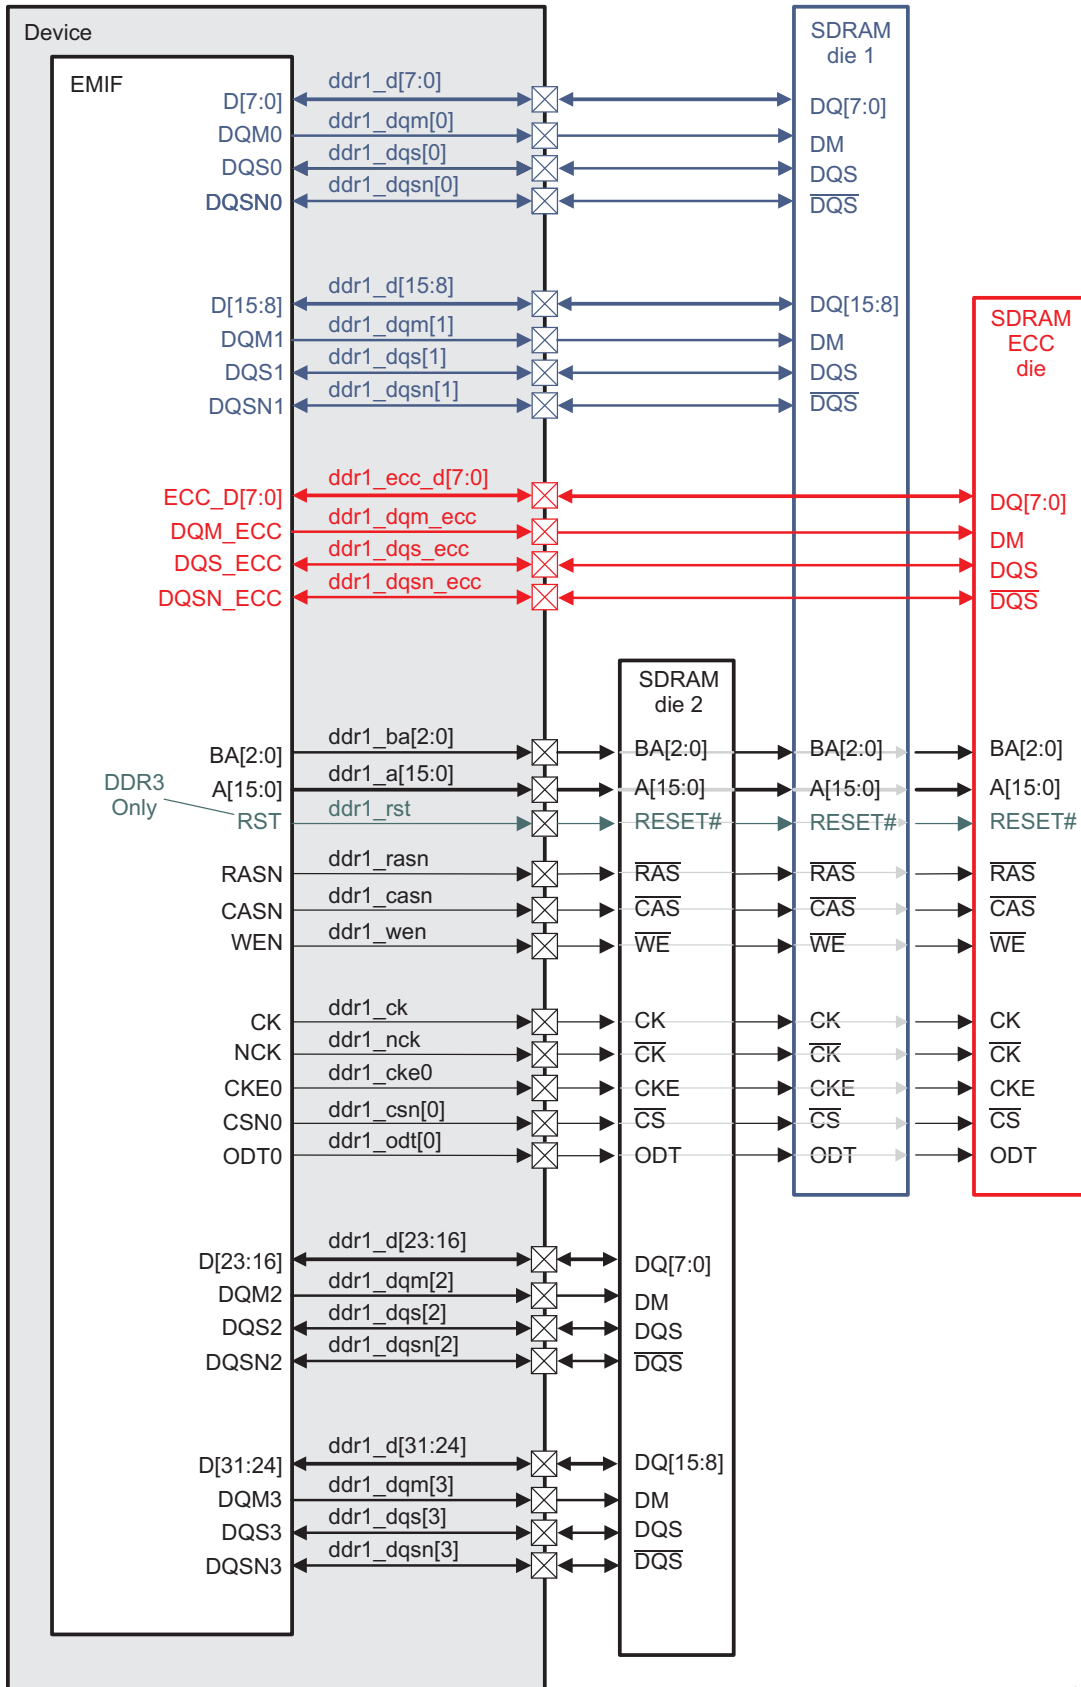 Device
EMIF
SDRAM
die 1
D[7:0] ddr1_d[7:0] DQ[7:0]
DQM0 ddr1_dqm[0] DM
DQS0 ddr1_dqs[0] DQS
DQSN0 ddr1_dqsn[0] DQS
D[15:8] ddr1_d[15:8] DQ[15:8]
DQM1 ddr1_dqm[1] DM
DQS1 ddr1_dqs[1] DQS
DQSN1 ddr1_dqsn[1] DQS
SDRAM
ECC
die
ECC_D[7:0] ddr1_ecc_d[7:0] DQ[7:0]
DQM_ECC ddr1_dqm_ecc DM
DQS_ECC ddr1_dqs_ecc DQS
DQSN_ECC ddr1_dqsn_ecc DQS
SDRAM
die 2
BA[2:0] ddr1_ba[2:0] BA[2:0] BA[2:0] BA[2:0]
A[15:0] ddr1_a[15:0] A[15:0] A[15:0] A[15:0]
DDR3
Only
RST ddr1_rst RESET# RESET# RESET#
RASN ddr1_rasn RAS RAS RAS
CASN ddr1_casn CAS CAS CAS
WEN ddr1_wen WE WE WE
CK ddr1_ck CK CK CK
NCK ddr1_nck CK CK CK
CKE0 ddr1_cke0 CKE CKE CKE
CSN0 ddr1_csn[0] CS CS CS
ODT0 ddr1_odt[0] ODT ODT ODT
D[23:16] ddr1_d[23:16] DQ[7:0]
DQM2 ddr1_dqm[2] DM
DQS2 ddr1_dqs[2] DQS
DQSN2 ddr1_dqsn[2] DQS
D[31:24] ddr1_d[31:24] DQ[15:8]
DQM3 ddr1_dqm[3] DM
DQS3 ddr1_dqs[3] DQS
DQSN3 ddr1_dqsn[3] DQS